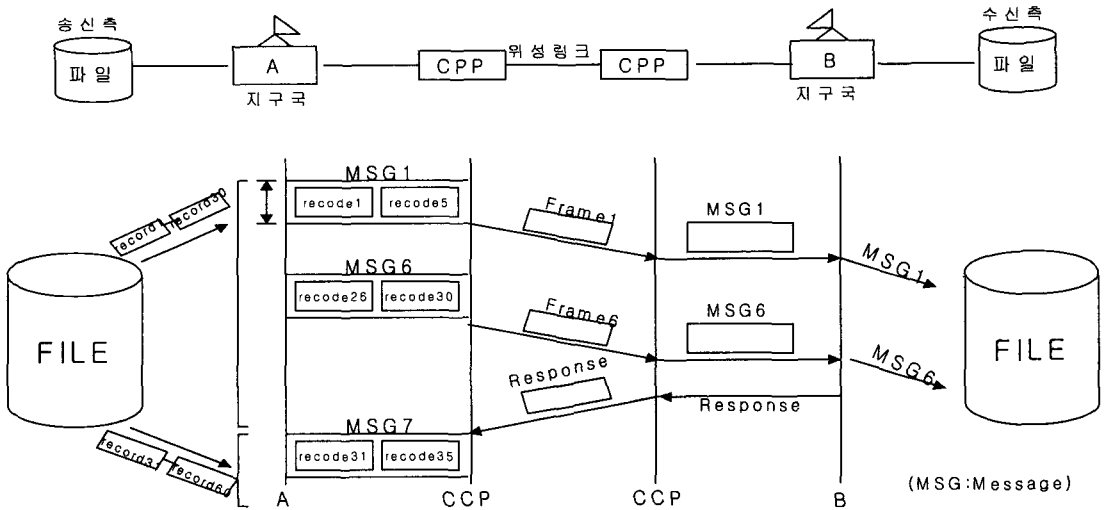 송신측
수신측
파일
A
CPP
위성링크
CPP
B
파일
지구국
지구국
MSG1
record1
record30
recode1
recode5
Frame1
MSG1
MSG1
MSG6
recode26
recode30
Frame6
MSG6
MSG6
FILE
FILE
Response
Response
MSG7
record31
record60
recode31
recode35
(MSG:Message)
A
CCP
CCP
B